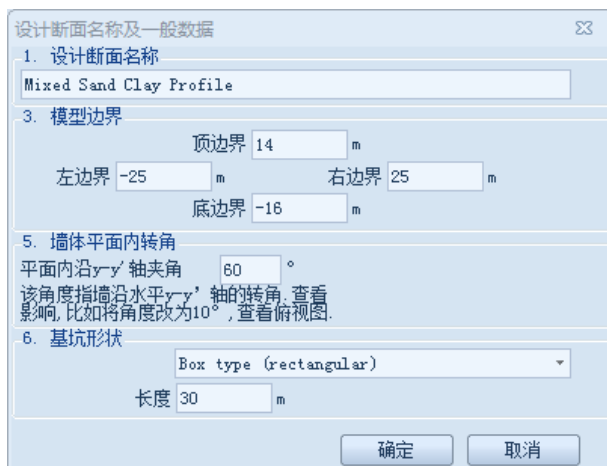 设计断面名称及一般数据
1. 设计断面名称
Mixed Sand Clay Profile
3. 模型边界
顶边界 14 m
左边界 -25 m 右边界 25 m
底边界 -16 m
5. 墙体平面内转角
平面内沿y-y'轴夹角 60 °
该角度指墙沿水平y-y’轴的转角.查看
影响,比如将角度改为10°,查看俯视图.
6. 基坑形状
Box type (rectangular)
长度 30 m
确定 取消